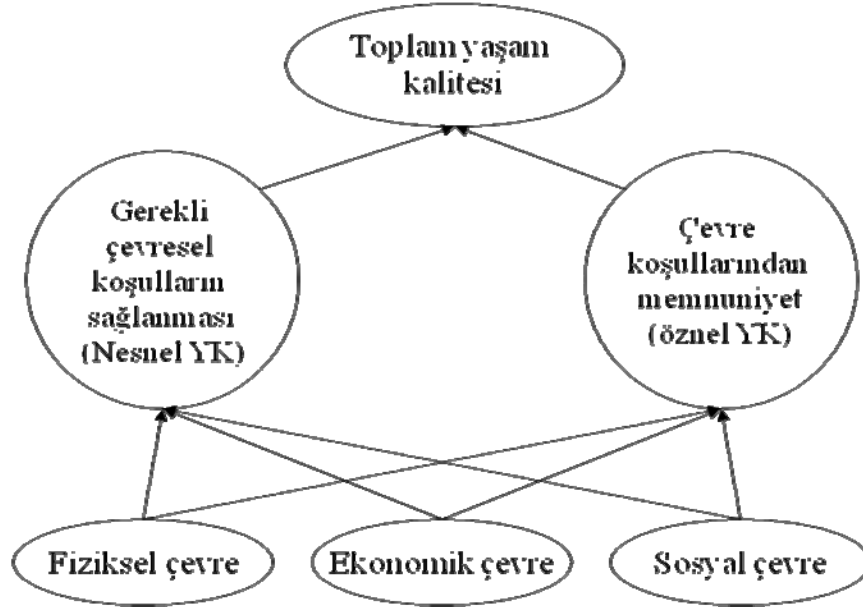 Toplam yaşam
kalitesi
Gerekli
çevresel
koşulların
sağlanması
(Nesnel YK)
Çevre
koşullarından
memnuniyet
(öznel YK)
Fiziksel çevre
Ekonomik çevre
Sosyal çevre